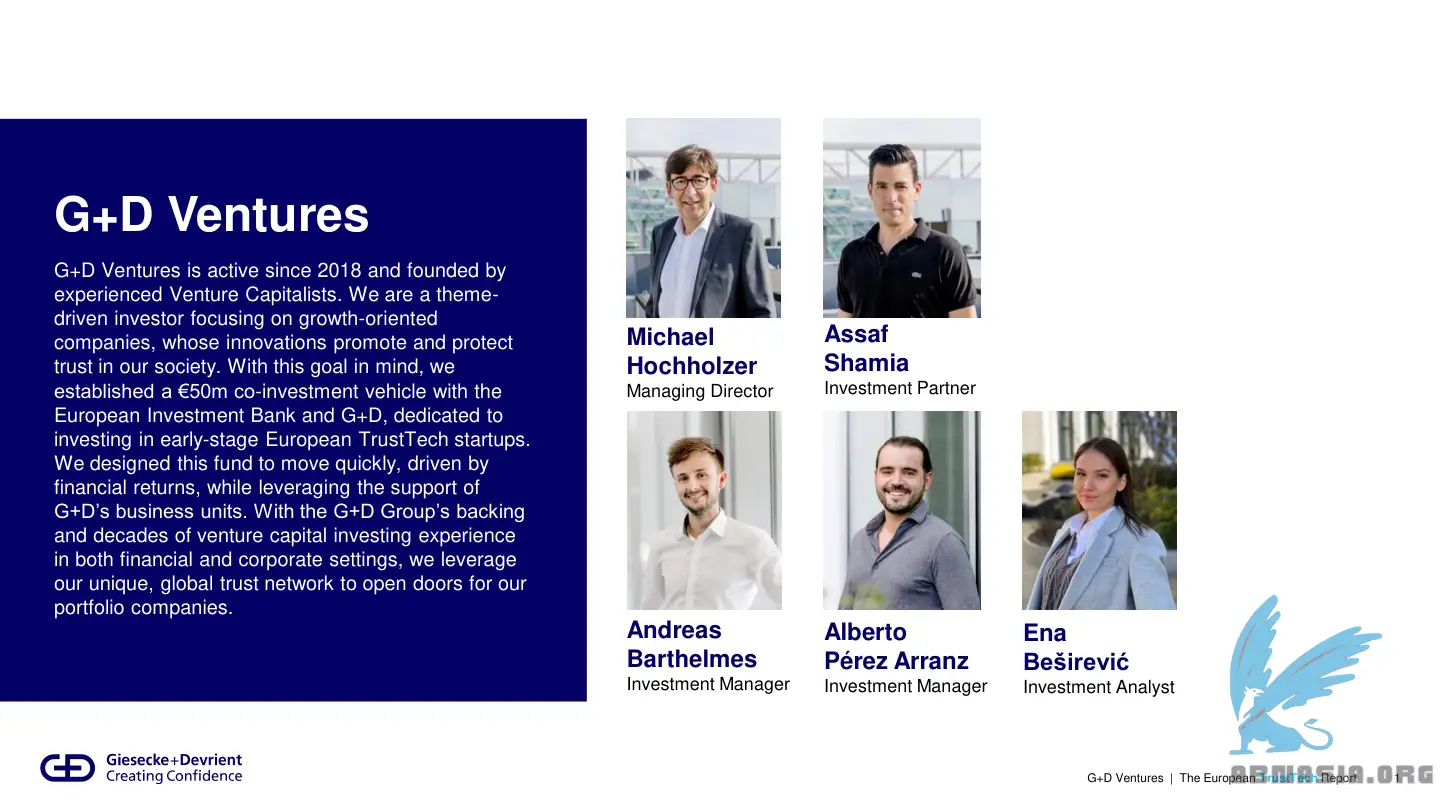 G+D Ventures
G+D Ventures is active since 2018 and founded by
experienced Venture Capitalists. We are a theme-
driven investor focusing on growth-oriented
companies, whose innovations promote and protect
trust in our society. With this goal in mind, we
established a €50m co-investment vehicle with the
European Investment Bank and G+D, dedicated to
investing in early-stage European TrustTech startups.
We designed this fund to move quickly, driven by
financial returns, while leveraging the support of
G+D’s business units. With the G+D Group’s backing
and decades of venture capital investing experience
in both financial and corporate settings, we leverage
our unique, global trust network to open doors for our
portfolio companies.
Michael
Hochholzer
Managing Director
Assaf
Shamia
Investment Partner
Andreas
Barthelmes
Investment Manager
Alberto
Pérez Arranz
Investment Manager
Ena
Beširević
Investment Analyst
Giesecke+Devrient
Creating Confidence
G+D Ventures | The European TrustTech Report 1
ARMASIA.ORG